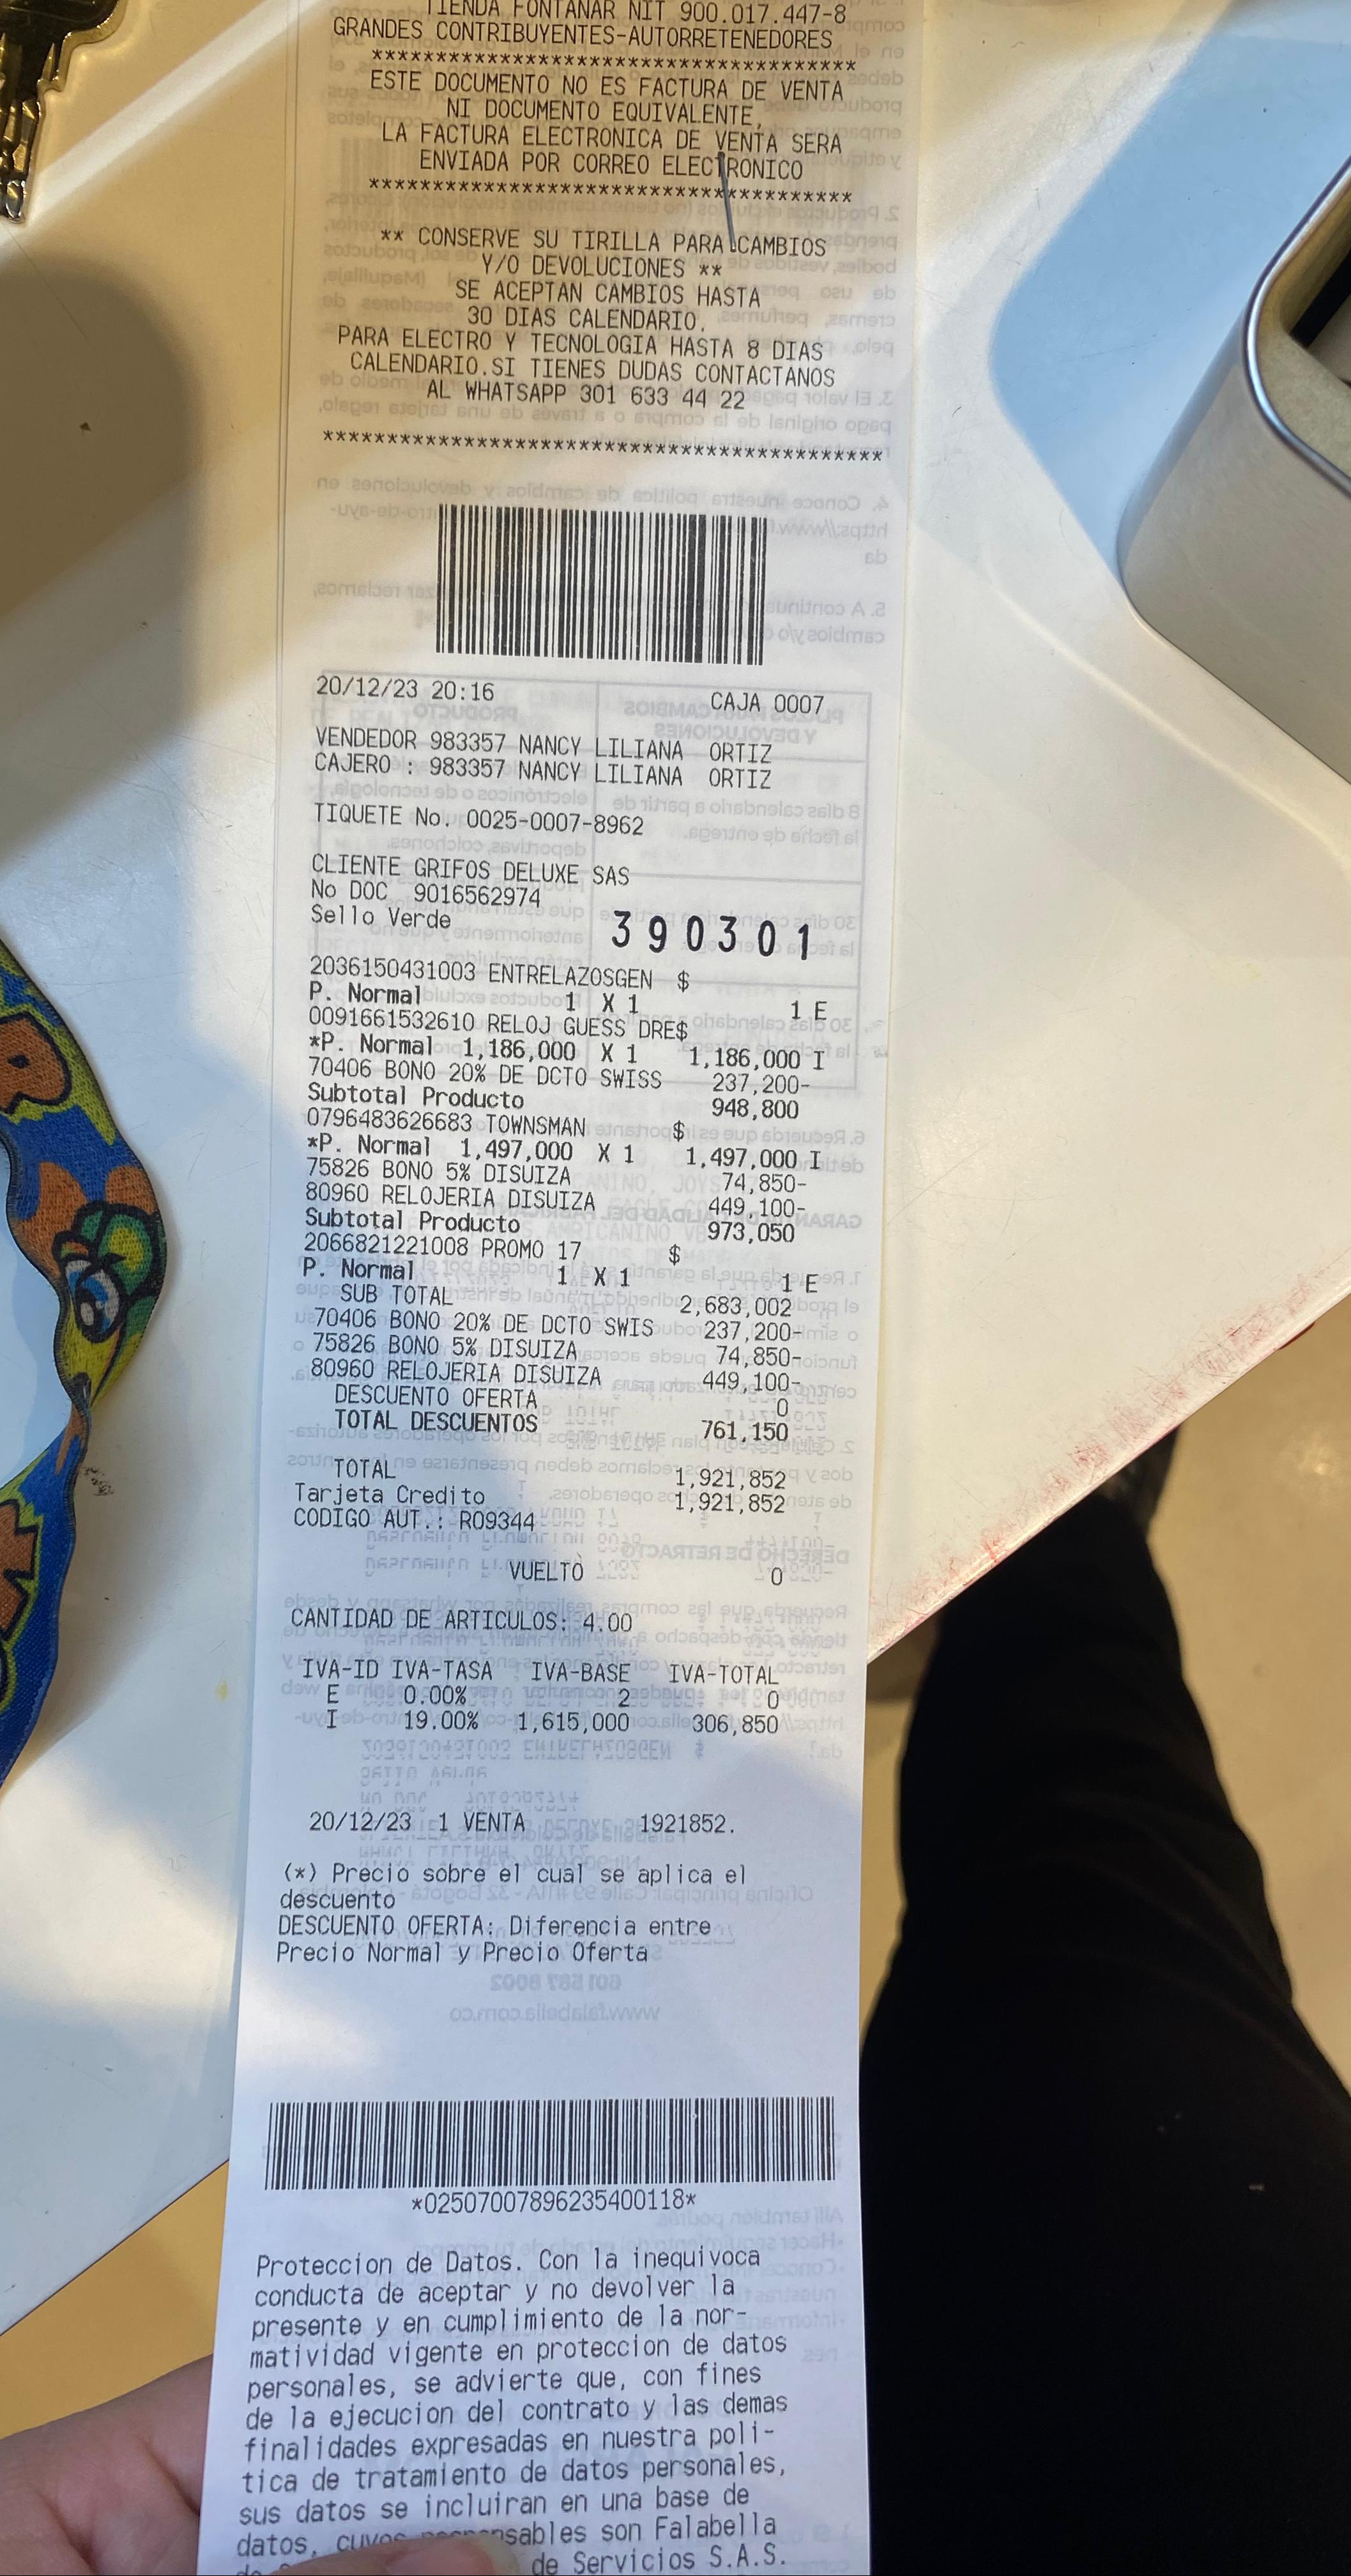 TIENDA FONTANAR NIT 900.017.447-8
GRANDES CONTRIBUYENTES-AUTORRETENEDORES
**************************************
ESTE DOCUMENTO NO ES FACTURA DE VENTA
NI DOCUMENTO EQUIVALENTE,
LA FACTURA ELECTRONICA DE VENTA SERA
ENVIADA POR CORREO ELECTRONICO
**************************************
** CONSERVE SU TIRILLA PARA CAMBIOS
Y/O DEVOLUCIONES **
SE ACEPTAN CAMBIOS HASTA
30 DIAS CALENDARIO.
PARA ELECTRO Y TECNOLOGIA HASTA 8 DIAS
CALENDARIO.SI TIENES DUDAS CONTACTANOS
AL WHATSAPP 301 633 44 22
********************************************
20/12/23 20:16 CAJA 0007
VENDEDOR 983357 NANCY LILIANA ORTIZ
CAJERO : 983357 NANCY LILIANA ORTIZ
TIQUETE No. 0025-0007-8962
CLIENTE GRIFOS DELUXE SAS
No DOC 9016562974
Sello Verde 390301
2036150431003 ENTRELAZOSGEN $
P. Normal 1 X 1 1 E
0091661532610 RELOJ GUESS DRE$
*P. Normal 1,186,000 X 1 1,186,000 I
70406 BONO 20% DE DCTO SWISS 237,200-
Subtotal Producto 948,800
0796483626683 TOWNSMAN $
*P. Normal 1,497,000 X 1 1,497,000 I
75826 BONO 5% DISUIZA 74,850-
80960 RELOJERIA DISUIZA 449,100-
Subtotal Producto 973,050
2066821221008 PROMO 17 $
P. Normal 1 X 1 1 E
SUB TOTAL 2,683,002
70406 BONO 20% DE DCTO SWIS 237,200-
75826 BONO 5% DISUIZA 74,850-
80960 RELOJERIA DISUIZA 449,100-
DESCUENTO OFERTA 0
TOTAL DESCUENTOS 761,150
TOTAL 1,921,852
Tarjeta Credito 1,921,852
CODIGO AUT.: R09344
VUELTO 0
CANTIDAD DE ARTICULOS: 4.00
IVA-ID IVA-TASA IVA-BASE IVA-TOTAL
E 0.00% 2 0
I 19.00% 1,615,000 306,850
20/12/23 1 VENTA 1921852.
(*) Precio sobre el cual se aplica el
descuento
DESCUENTO OFERTA: Diferencia entre
Precio Normal y Precio Oferta
*02507007896235400118*
Proteccion de Datos. Con la inequivoca
conducta de aceptar y no devolver la
presente y en cumplimiento de la nor-
matividad vigente en proteccion de datos
personales, se advierte que, con fines
de la ejecucion del contrato y las demas
finalidades expresadas en nuestra poli-
tica de tratamiento de datos personales,
sus datos se incluiran en una base de
datos, son Falabella
de Servicios S.A.S.